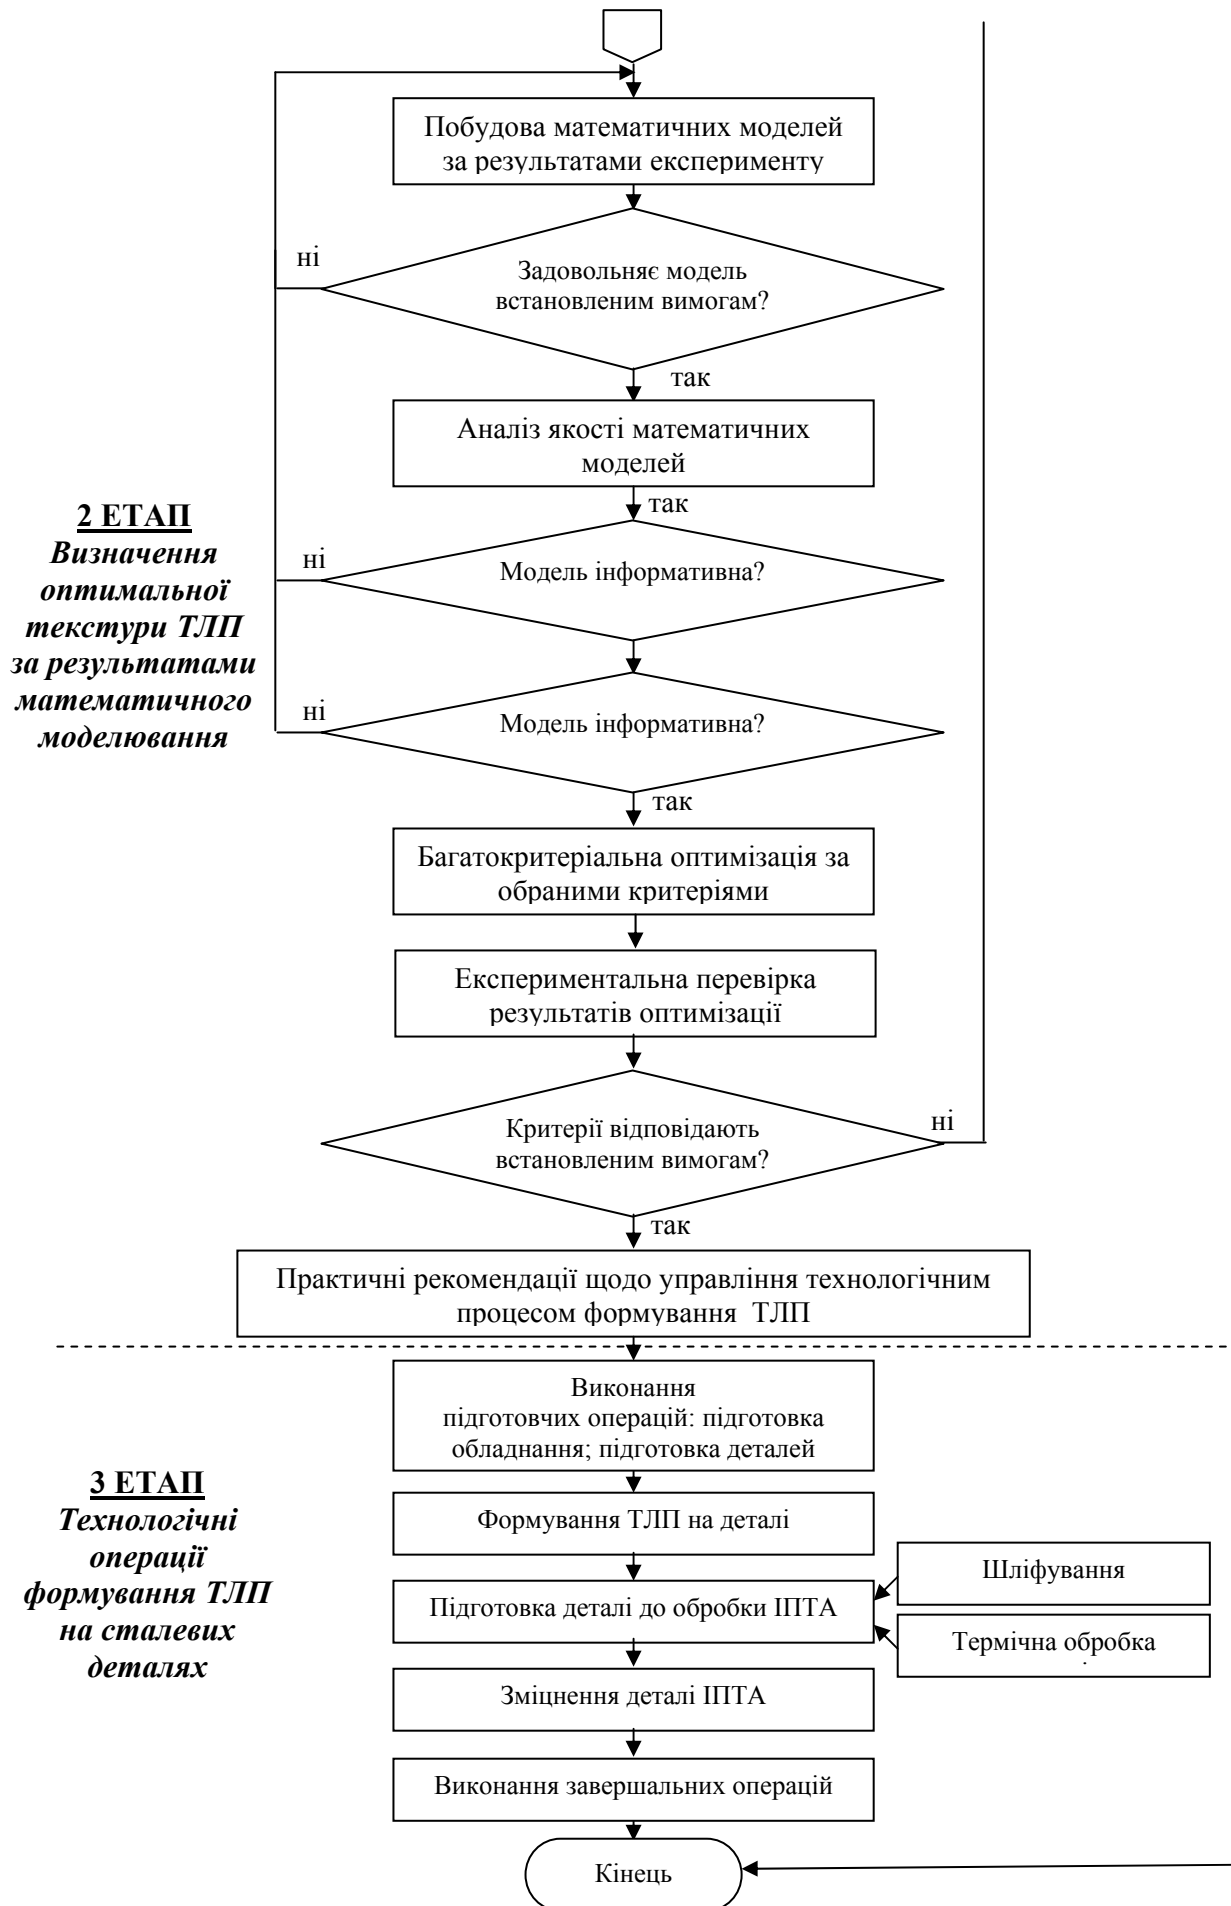 Побудова математичних моделей
за результатами експерименту
ні
Задовольняє модель
встановленим вимогам?
так
Аналіз якості математичних
моделей
так
2 ЕТАП
Визначення
оптимальної
текстури ТЛП
за результатами
математичного
моделювання
ні
Модель інформативна?
ні
Модель інформативна?
так
Багатокритеріальна оптимізація за
обраними критеріями
Експериментальна перевірка
результатів оптимізації
Критерії відповідають
встановленим вимогам?
ні
так
Практичні рекомендації щодо управління технологічним
процесом формування ТЛП
Виконання
підготовчих операцій: підготовка
обладнання; підготовка деталей
3 ЕТАП
Технологічні
операції
формування ТЛП
на сталевих
деталях
Формування ТЛП на деталі
Шліфування
Підготовка деталі до обробки ІПТА
Термічна обробка
Зміцнення деталі ІПТА
Виконання завершальних операцій
Кінець